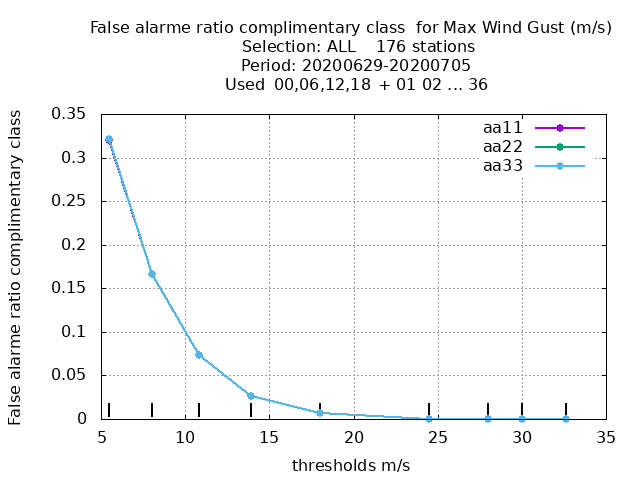 False alarme ratio complimentary class  for Max Wind Gust (m/s)
Selection: ALL    176 stations
Period: 20200629-20200705
Used  00,06,12,18  + 01 02 ... 36
False alarme ratio complimentary class
0.35
0.3
0.25
0.2
0.15
0.1
0.05
0
aa11
aa22
aa33
5 10 15 20 25 30 35
thresholds m/s